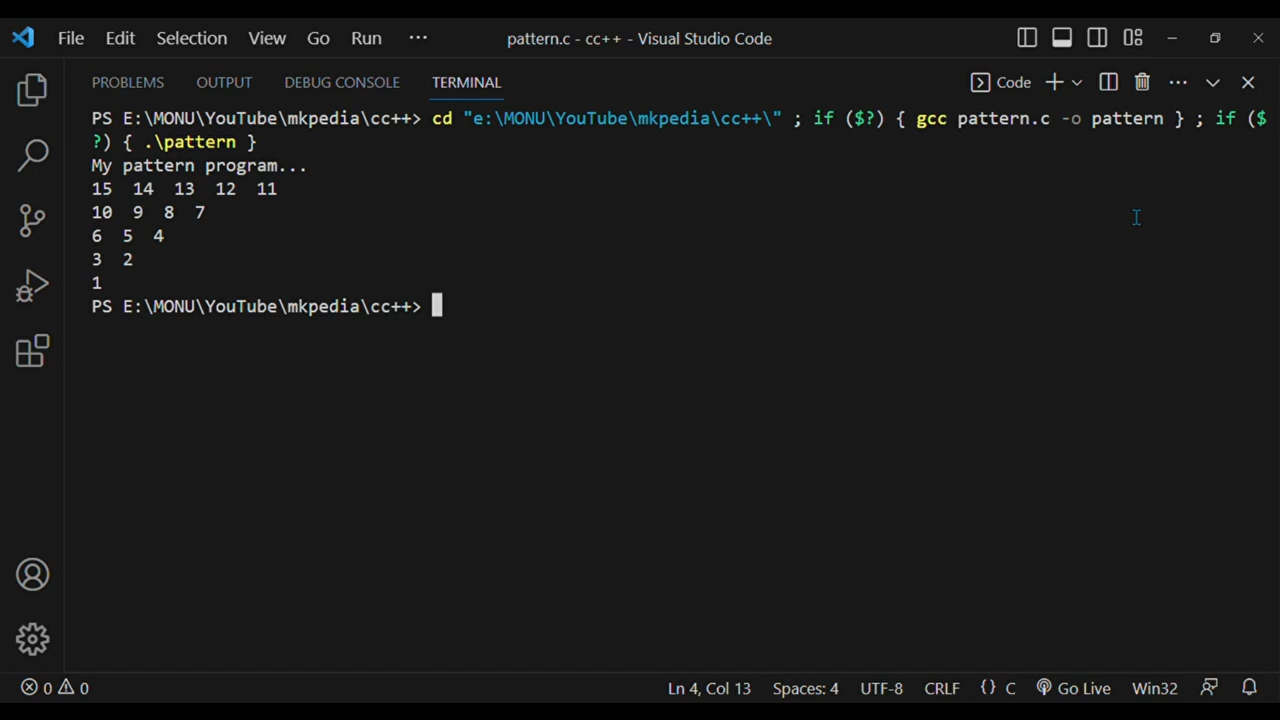 File Edit Selection View Go Run ··· pattern.c - cc++ - Visual Studio Code
PROBLEMS OUTPUT DEBUG CONSOLE TERMINAL Code
PS E:\MONU\YouTube\mkpedia\cc++> cd "e:\MONU\YouTube\mkpedia\cc++\" ; if ($?) { gcc pattern.c -o pattern } ; if ($
?) { .\pattern }
My pattern program...
15 14 13 12 11
10 9 8 7
6 5 4
3 2
1
PS E:\MONU\YouTube\mkpedia\cc++>
0 0 Ln 4, Col 13 Spaces: 4 UTF-8 CRLF {} C Go Live Win32